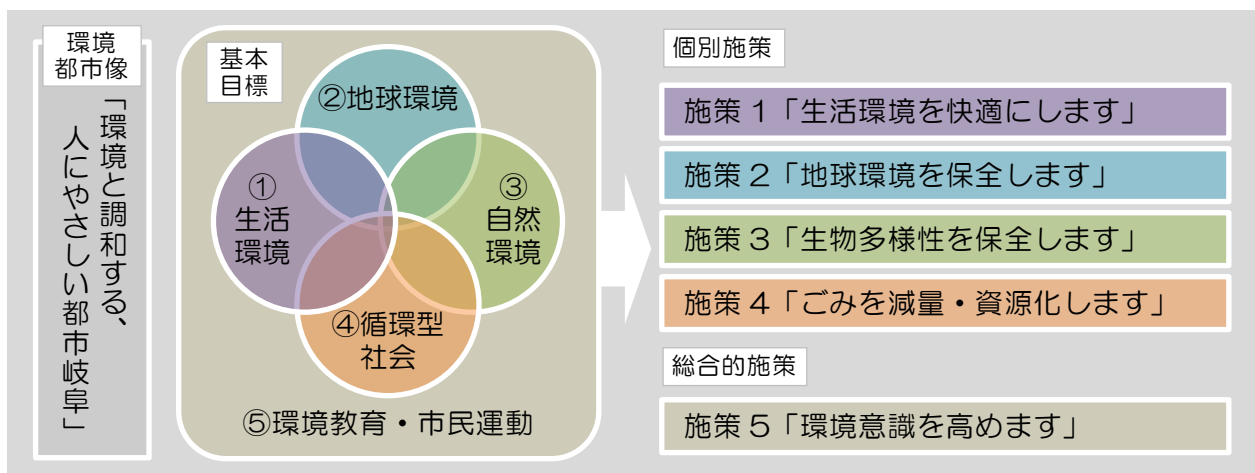 環境
都市像
「環境と調和する、
人にやさしい都市岐阜」
基本
目標
②地球環境
①
生活
環境
③
自然
環境
④循環型
社会
⑤環境教育・市民運動
個別施策
施策1「生活環境を快適にします」
施策2「地球環境を保全します」
施策3「生物多様性を保全します」
施策4「ごみを減量・資源化します」
総合的施策
施策5「環境意識を高めます」